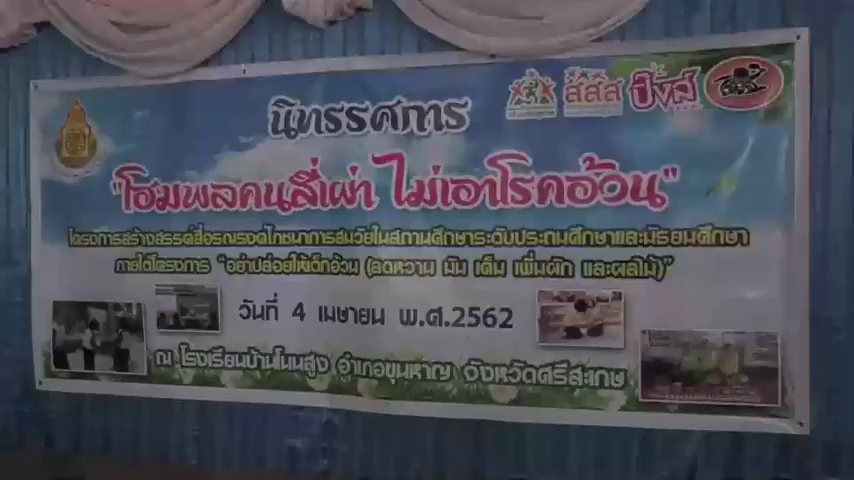 นิทรรศการ
สสส
ปิ้งส์
"โฮมพลคนสี่เผ่า ไม่เอาโรคอ้วน"
โครงการสร้างสรรค์สื่อรณรงค์โภชนาการสมวัยในสถานศึกษาระดับประถมศึกษาและมัธยมศึกษา
ภายใต้โครงการ "อย่าปล่อยให้เด็กอ้วน (ลดหวาน มัน เค็ม เพิ่มผัก และผลไม้)"
วันที่ 4 เมษายน พ.ศ.2562
ณ โรงเรียนบ้านโนนสูง อำเภอขุนหาญ จังหวัดศรีสะเกษ